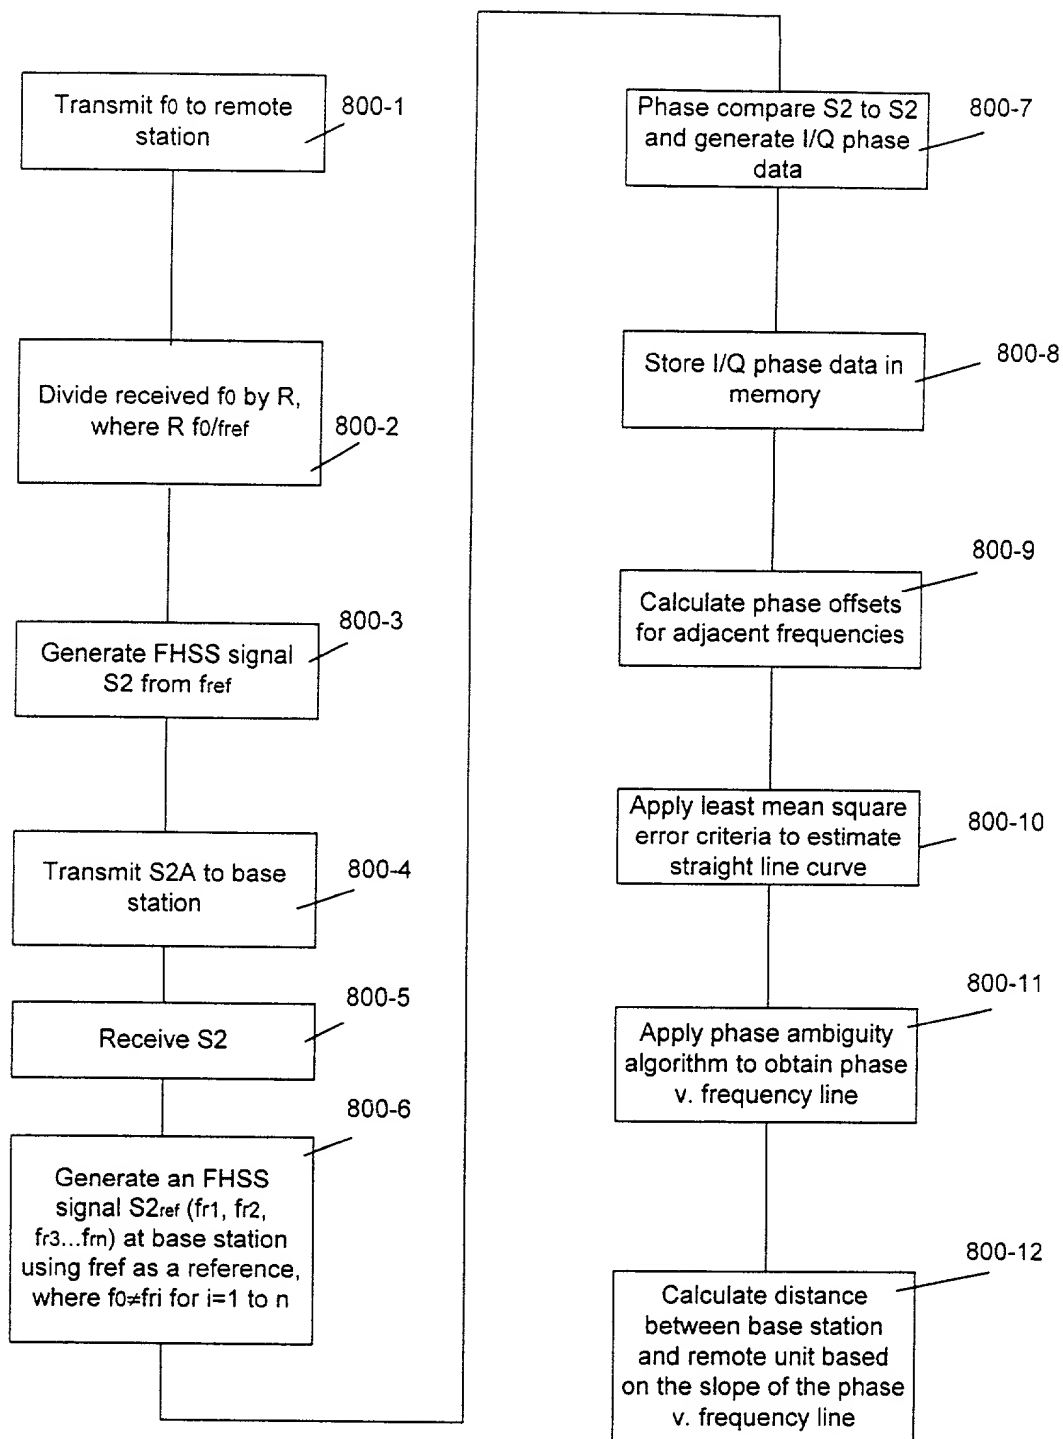 Transmit f0 to remote
station
800-1
Divide received f0 by R,
where R f0/fref
800-2
800-3
Generate FHSS signal
S2 from fref
Transmit S2A to base
station
800-4
800-5
Receive S2
800-6
Generate an FHSS
signal S2ref (fr1, fr2,
fr3...frn) at base station
using fref as a reference,
where f0≠fri for i=1 to n
Phase compare S2 to S2
and generate I/Q phase
data
800-7
Store I/Q phase data in
memory
800-8
800-9
Calculate phase offsets
for adjacent frequencies
Apply least mean square
error criteria to estimate
straight line curve
800-10
800-11
Apply phase ambiguity
algorithm to obtain phase
v. frequency line
800-12
Calculate distance
between base station
and remote unit based
on the slope of the phase
v. frequency line